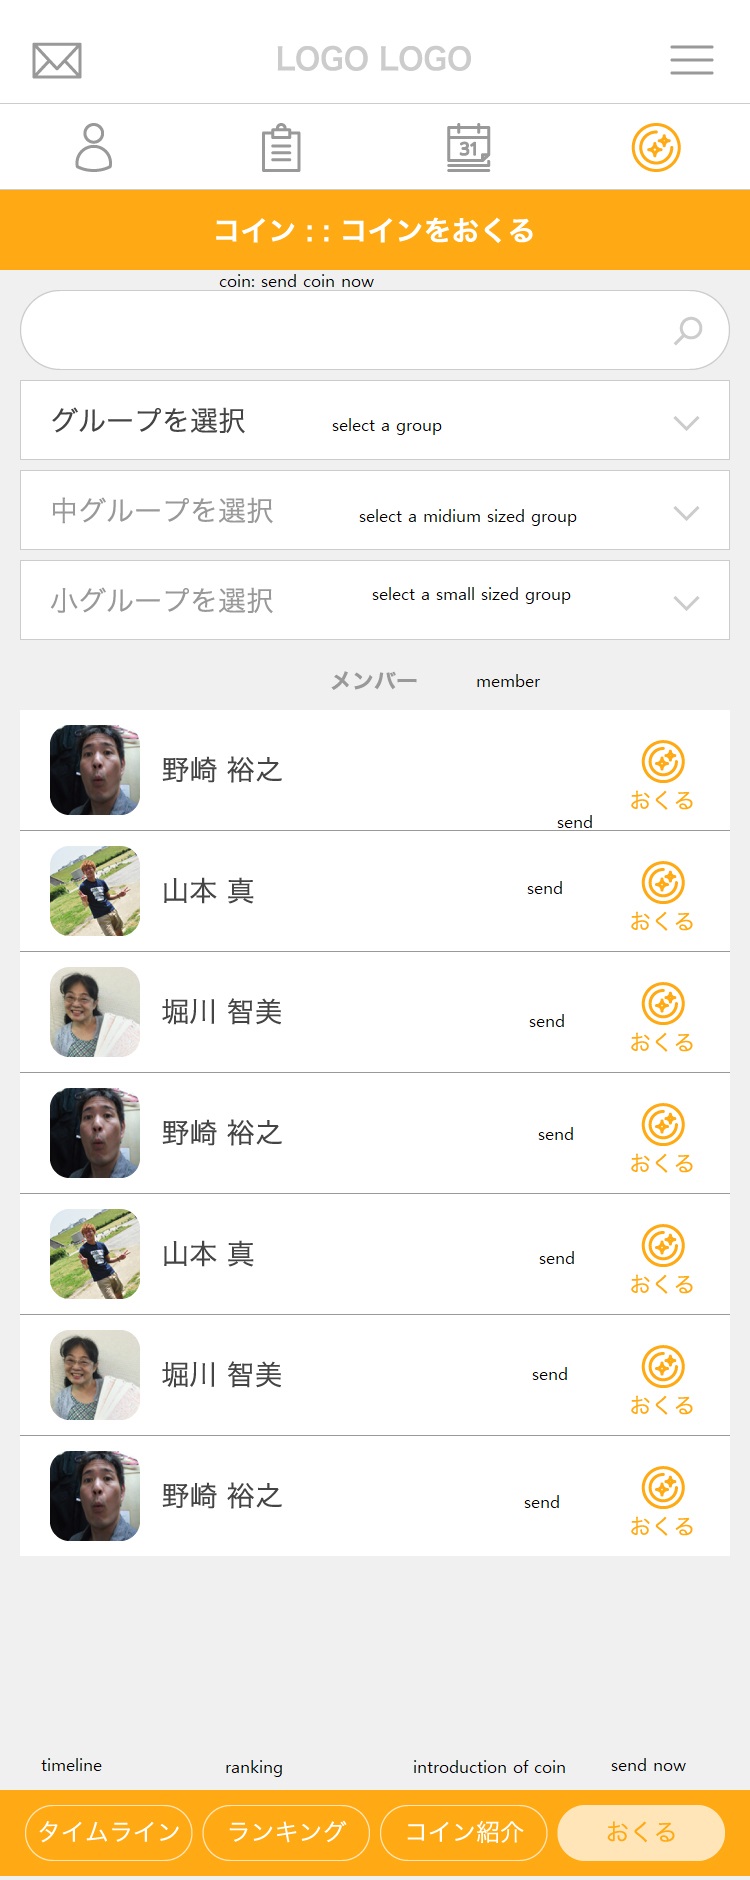 LOGO LOGO
31
コイン : : コインをおくる
coin: send coin now
グループを選択
select a group
中グループを選択
select a midium sized group
小グループを選択
select a small sized group
メンバー
member
野崎 裕之
おくる
send
山本 真
send
おくる
堀川 智美
send
おくる
野崎 裕之
send
おくる
山本 真
send
おくる
堀川 智美
send
おくる
野崎 裕之
send
おくる
timeline
ranking
introduction of coin
send now
タイムライン
ランキング
コイン紹介
おくる